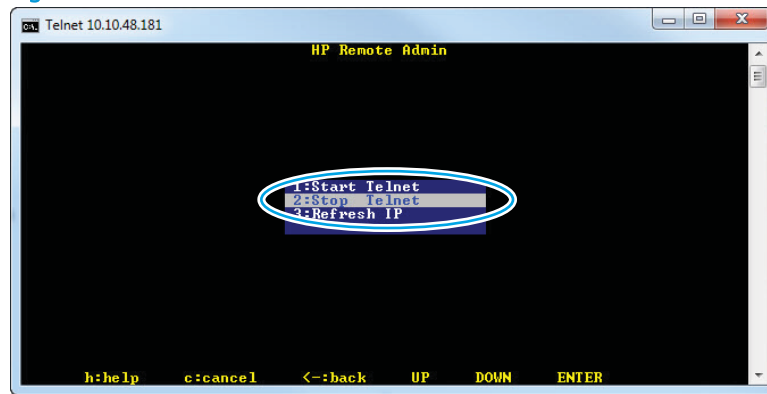 Telnet 10.10.48.181
HP Remote Admin
1:Start Telnet
2:Stop Telnet
3:Refresh IP
h:help c:cancel <-:back UP DOWN ENTER